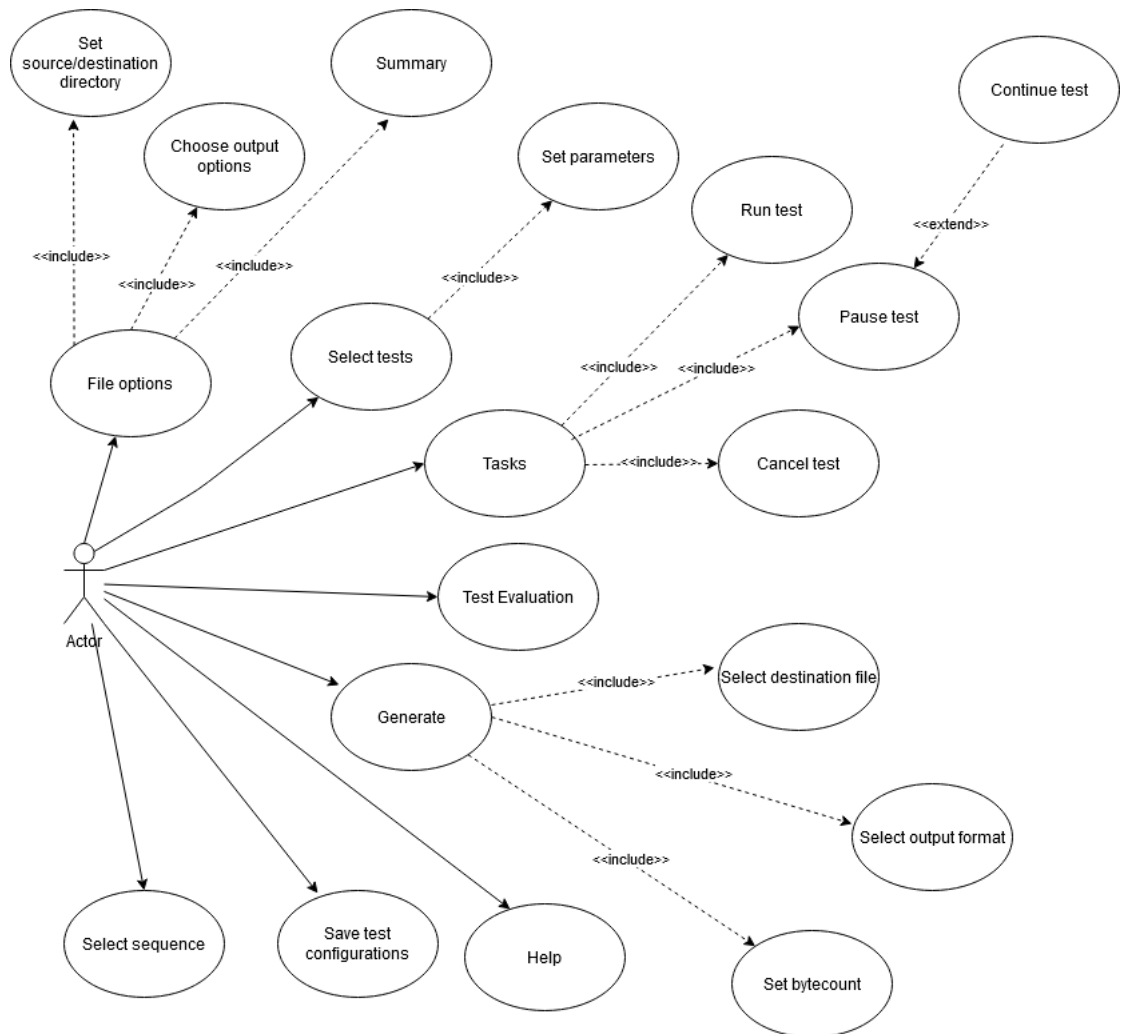 Set
source/destination
directory
Summary
Continue test
Choose output
options
Set parameters
Run test
<<extend>>
<<include>>
<<include>>
<<include>>
<<include>>
Pause test
Select tests
<<include>>
<<include>>
File options
Tasks
<<include>>
Cancel test
Test Evaluation
Actor
<<include>>
Select destination file
Generate
<<include>>
Select output format
<<include>>
Select sequence
Save test
configurations
Help
Set bytecount